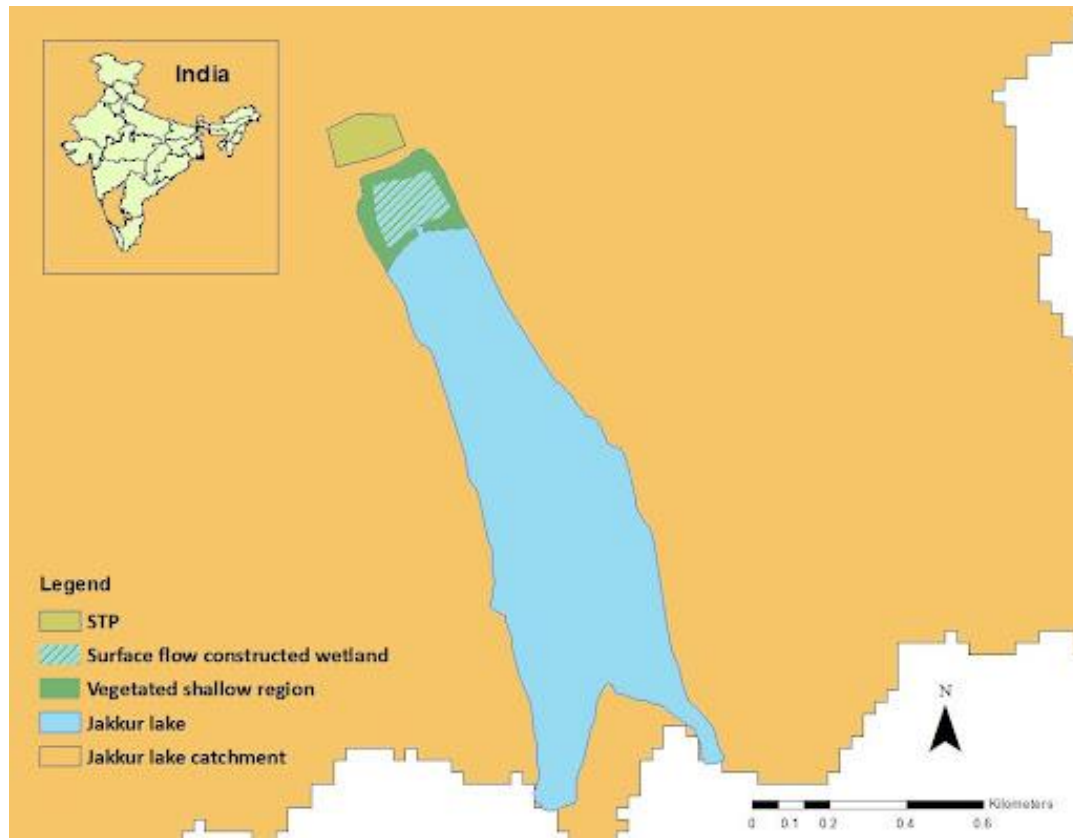 India
Legend
STP
Surface flow constructed wetland
Vegetated shallow region
Jakkur lake
Jakkur lake catchment
N
Kilometers
0 0.1 0.2 0.4 0.6